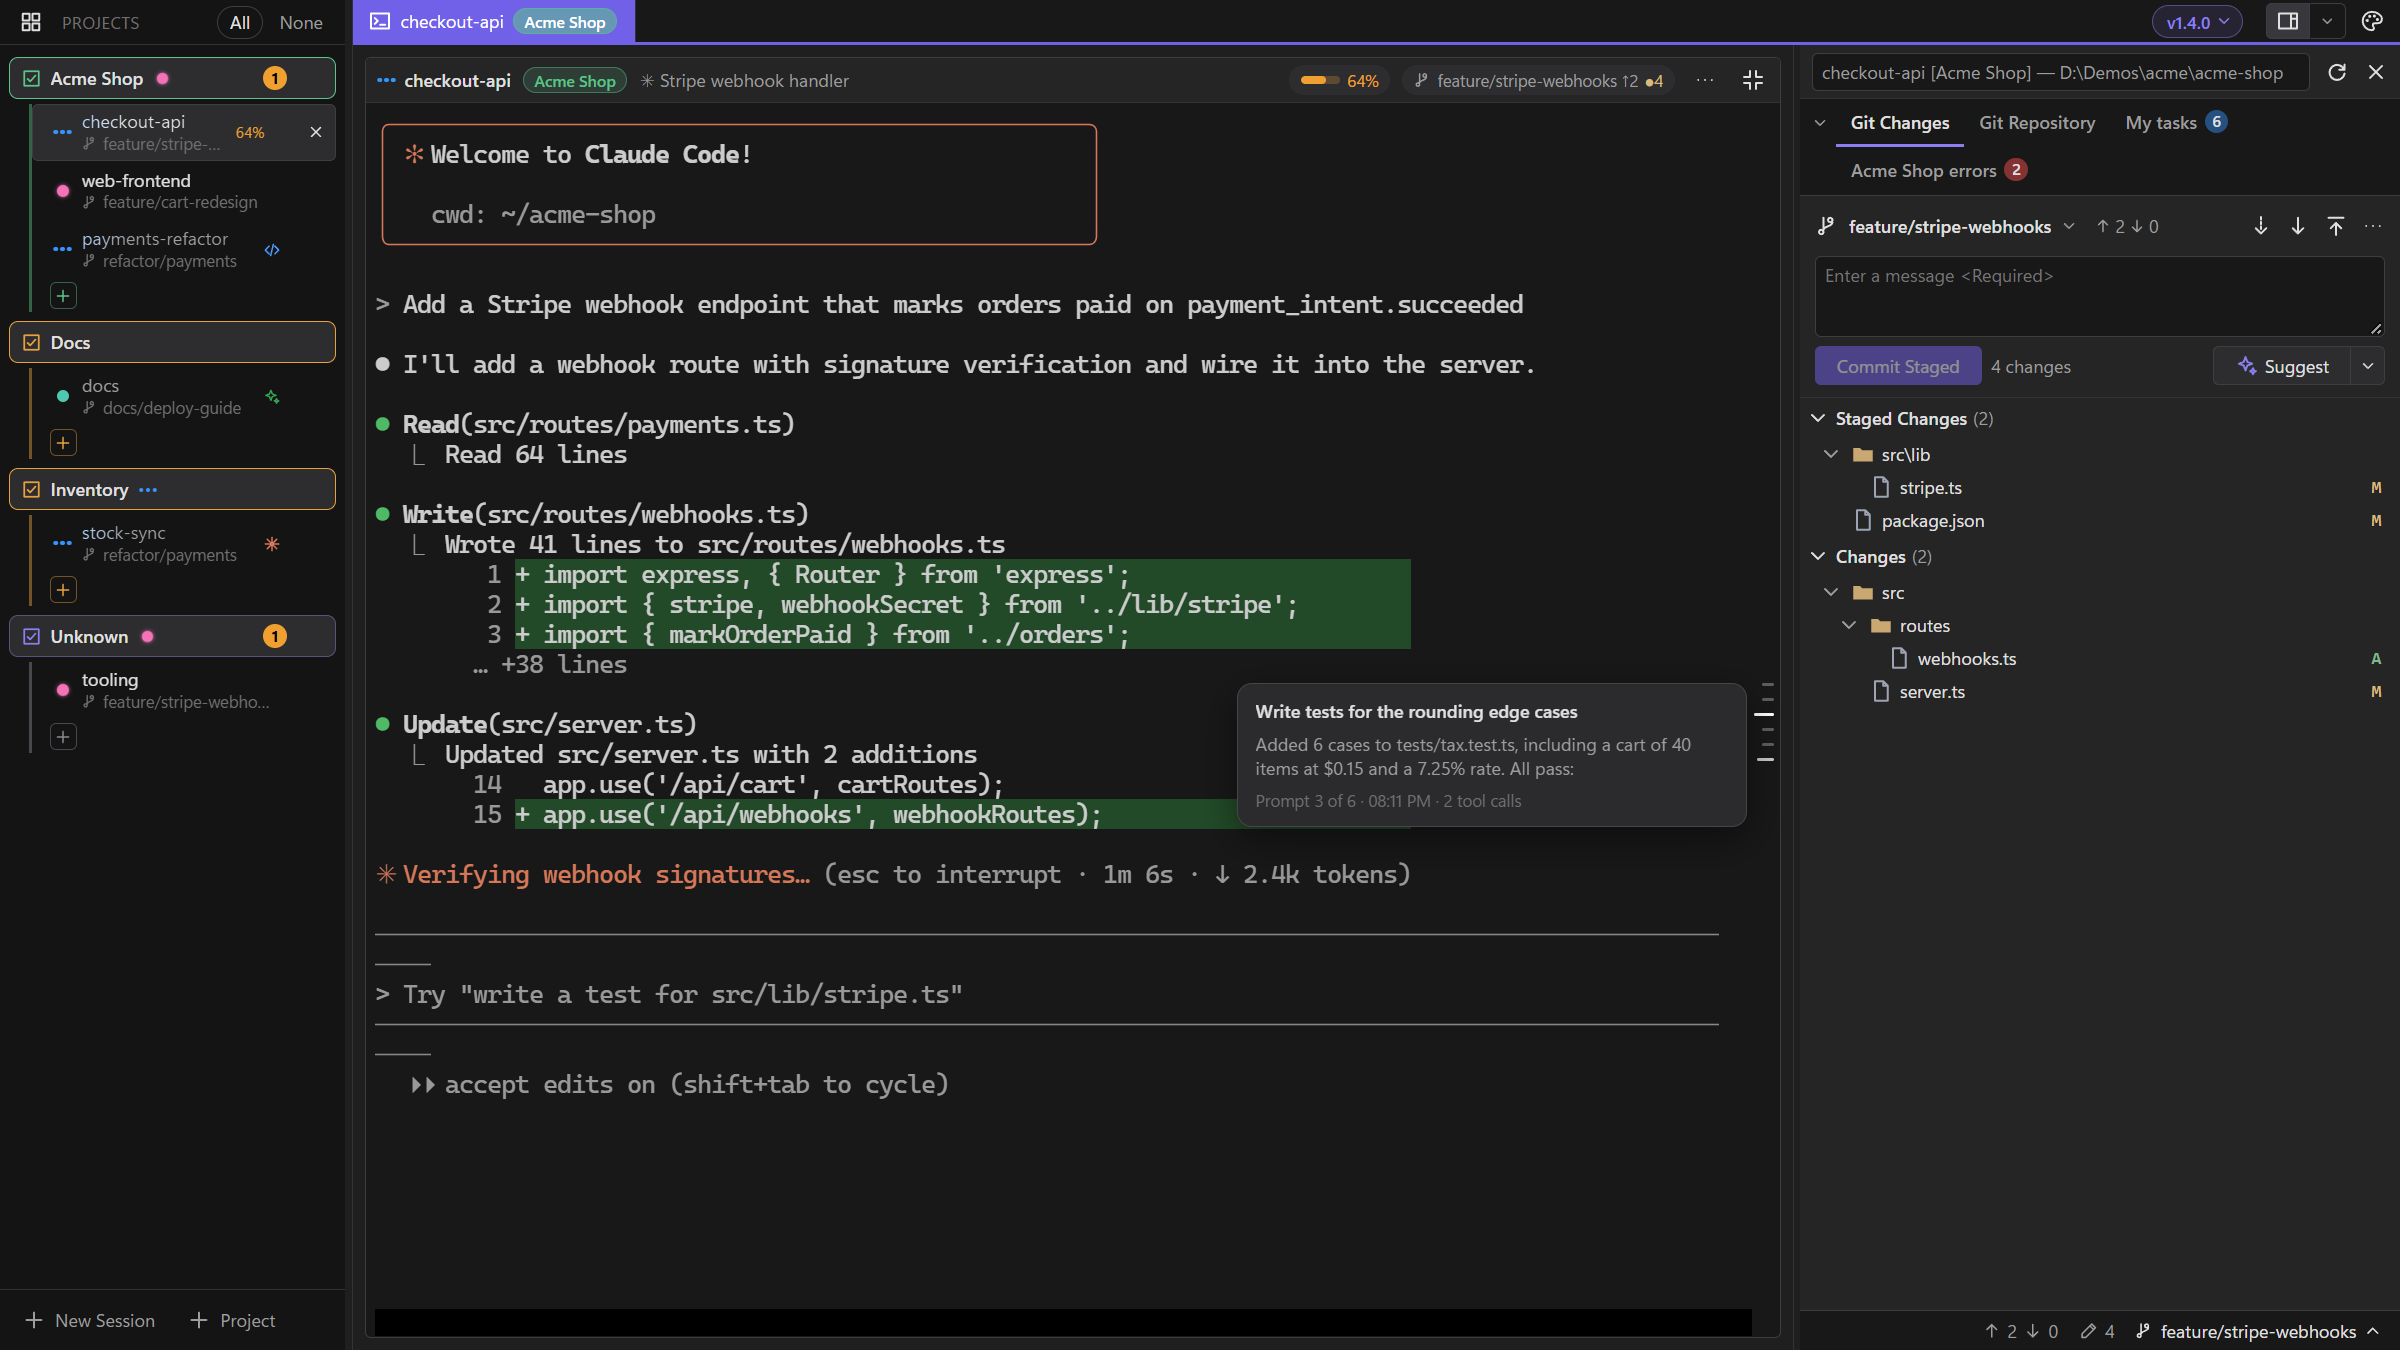 PROJECTS
All
None
Acme Shop
1
checkout-api
feature/stripe-...
64%
web-frontend
feature/cart-redesign
payments-refactor
refactor/payments
Docs
docs
docs/deploy-guide
Inventory
stock-sync
refactor/payments
Unknown
1
tooling
feature/stripe-webho...
New Session
Project
checkout-api
Acme Shop
v1.4.0
checkout-api
Acme Shop
Stripe webhook handler
64%
feature/stripe-webhooks ↑2 ●4
...
Welcome to Claude Code!
cwd: ~/acme-shop
> Add a Stripe webhook endpoint that marks orders paid on payment_intent.succeeded
● I'll add a webhook route with signature verification and wire it into the server.
● Read(src/routes/payments.ts)
⎿ Read 64 lines
● Write(src/routes/webhooks.ts)
⎿ Wrote 41 lines to src/routes/webhooks.ts
1 + import express, { Router } from 'express';
2 + import { stripe, webhookSecret } from '../lib/stripe';
3 + import { markOrderPaid } from '../orders';
… +38 lines
● Update(src/server.ts)
⎿ Updated src/server.ts with 2 additions
14 app.use('/api/cart', cartRoutes);
15 + app.use('/api/webhooks', webhookRoutes);
Write tests for the rounding edge cases
Added 6 cases to tests/tax.test.ts, including a cart of 40
items at $0.15 and a 7.25% rate. All pass:
Prompt 3 of 6 · 08:11 PM · 2 tool calls
Verifying webhook signatures… (esc to interrupt · 1m 6s · ↓ 2.4k tokens)
> Try "write a test for src/lib/stripe.ts"
accept edits on (shift+tab to cycle)
checkout-api [Acme Shop] — D:\Demos\acme\acme-shop
Git Changes
Git Repository
My tasks 6
Acme Shop errors 2
feature/stripe-webhooks
↑ 2 ↓ 0
...
Enter a message <Required>
Commit Staged
4 changes
Suggest
Staged Changes (2)
src\lib
stripe.ts M
package.json M
Changes (2)
src
routes
webhooks.ts A
server.ts M
↑ 2 ↓ 0
4
feature/stripe-webhooks